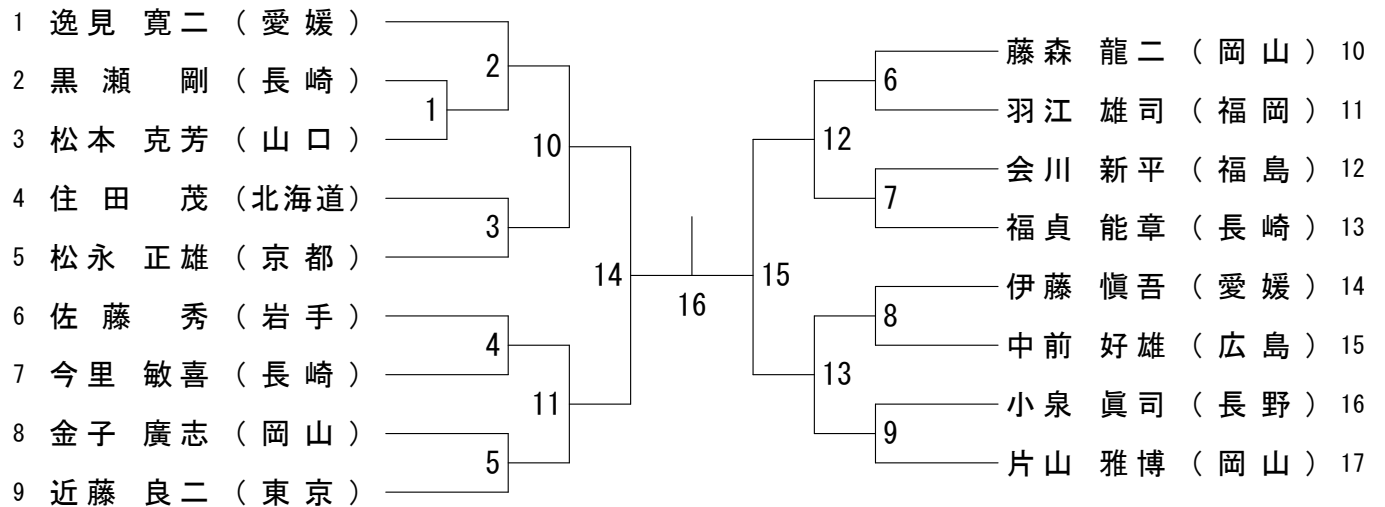 1 逸見 寛二 (愛媛)
2 黒瀬 剛 (長崎)
3 松本 克芳 (山口)
4 住田 茂 (北海道)
5 松永 正雄 (京都)
6 佐藤 秀 (岩手)
7 今里 敏喜 (長崎)
8 金子 廣志 (岡山)
9 近藤 良二 (東京)
1
2
3
4
5
10
11
14
16
15
12
13
6
7
8
9
藤森 龍二 (岡山) 10
羽江 雄司 (福岡) 11
会川 新平 (福島) 12
福貞 能章 (長崎) 13
伊藤 愼吾 (愛媛) 14
中前 好雄 (広島) 15
小泉 眞司 (長野) 16
片山 雅博 (岡山) 17